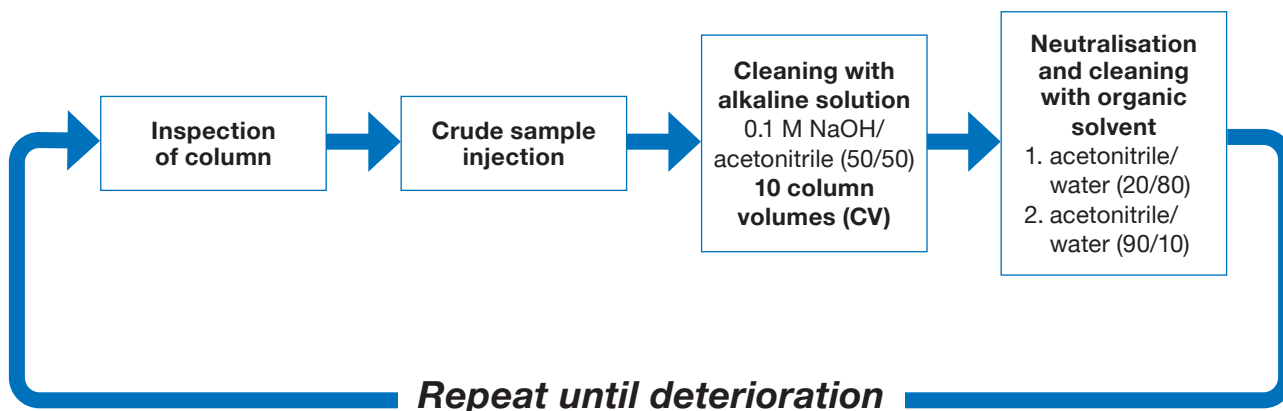 Inspection
of column
Crude sample
injection
Cleaning with
alkaline solution
0.1 M NaOH/
acetonitrile (50/50)
10 column
volumes (CV)
Neutralisation
and cleaning
with organic
solvent
1. acetonitrile/
water (20/80)
2. acetonitrile/
water (90/10)
Repeat until deterioration